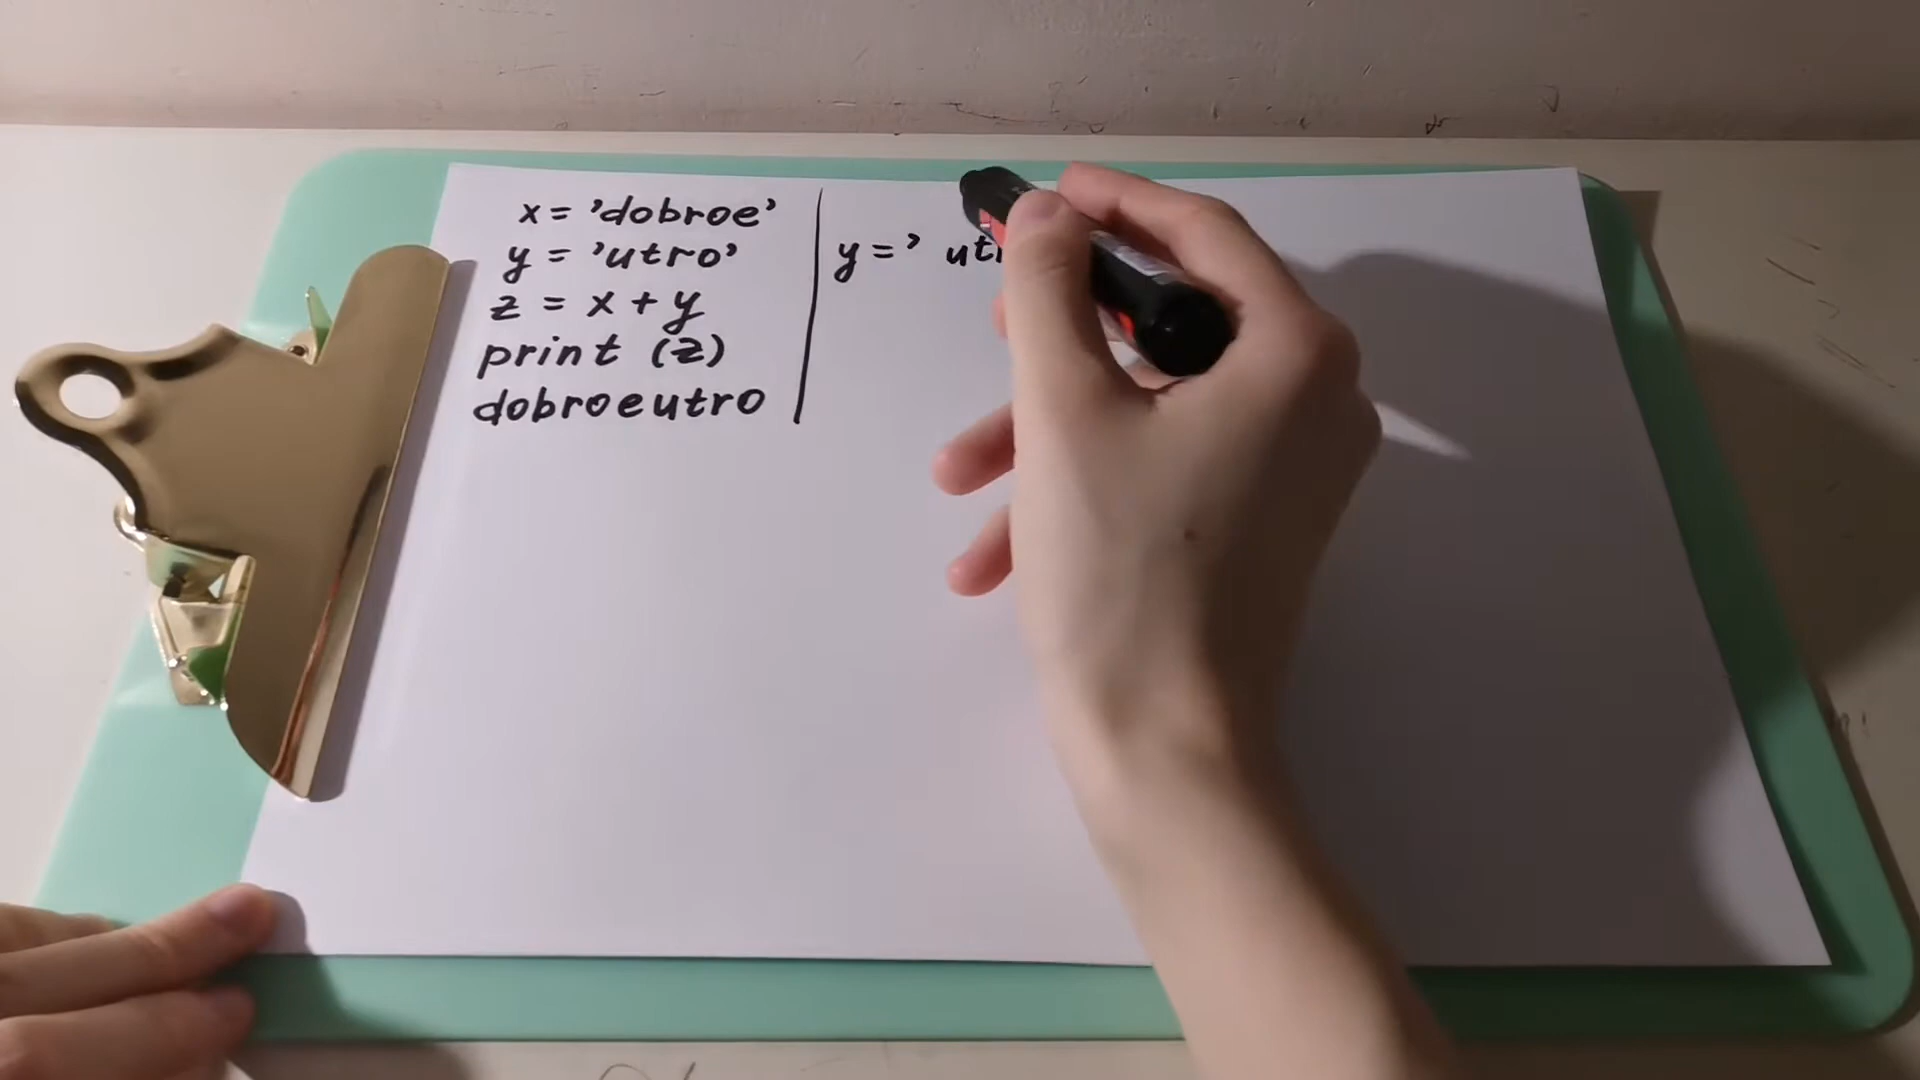 x = 'dobroe'
y = 'utro'
z = x + y
print (z)
dobroeutro
y = ' ut